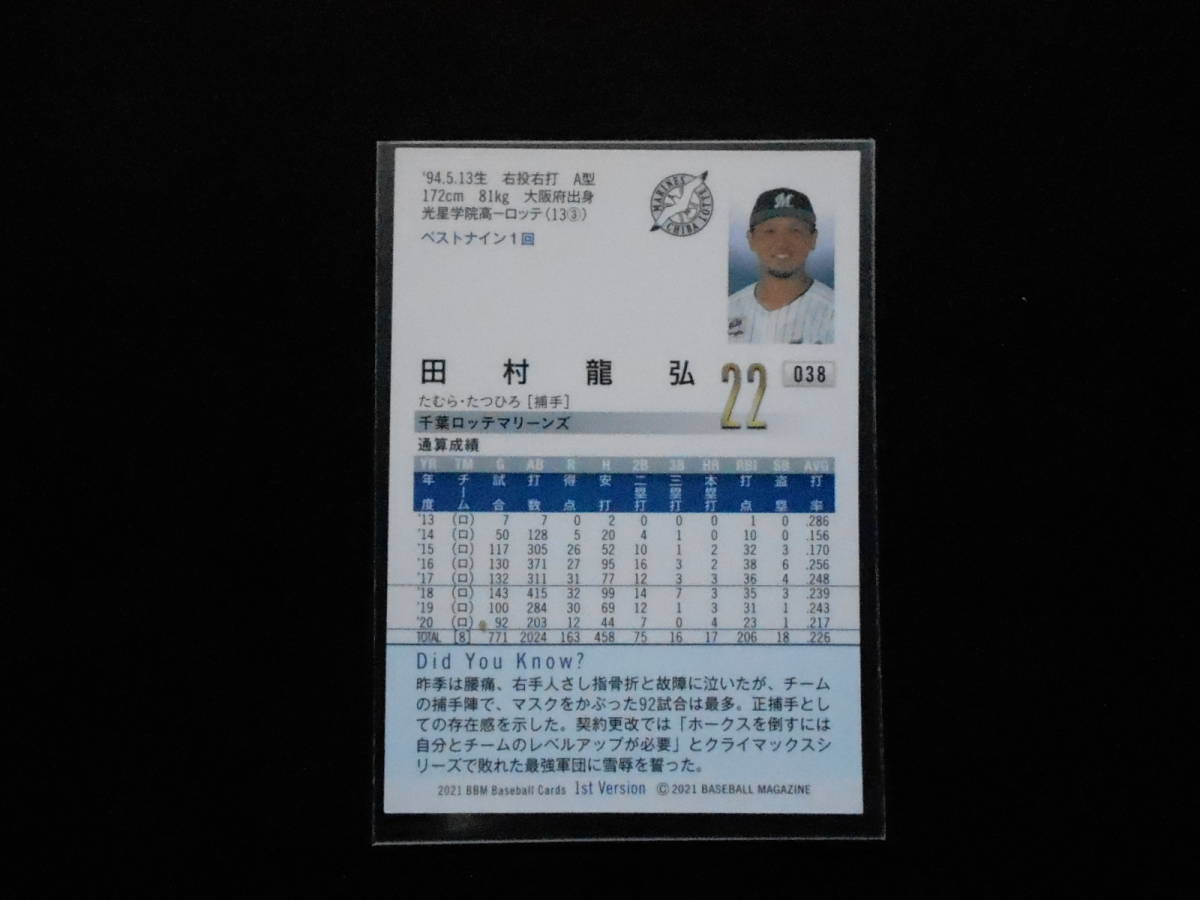 '94.5.13生 右投右打 A型
172cm 81kg 大阪府出身
光星学院高ーロッテ(13③)
ベストナイン1回
MARINES
CHIBA LOTTE
M
田村龍弘
22
038
たむら・たつひろ[捕手]
千葉ロッテマリーンズ
通算成績
YR TM G AB R H 2B 3B HR RBI SB AVG
年度 チーム 試合 打数 得点 安打 二塁打 三塁打 本塁打 打点 盗塁 打率
'13 (ロ) 7 7 0 2 0 0 0 1 0 .286
'14 (ロ) 50 128 5 20 4 1 0 10 0 .156
'15 (ロ) 117 305 26 52 10 1 2 32 3 .170
'16 (ロ) 130 371 27 95 16 3 2 38 6 .256
'17 (ロ) 132 311 31 77 12 3 3 36 4 .248
'18 (ロ) 143 415 32 99 14 7 3 35 3 .239
'19 (ロ) 100 284 30 69 12 1 3 31 1 .243
'20 (ロ) 92 203 12 44 7 0 4 23 1 .217
TOTAL [8] 771 2024 163 458 75 16 17 206 18 .226
Did You Know?
昨季は腰痛、右手人さし指骨折と故障に泣いたが、チーム
の捕手陣で、マスクをかぶった92試合は最多。正捕手とし
ての存在感を示した。契約更改では「ホークスを倒すには
自分とチームのレベルアップが必要」とクライマックスシ
リーズで敗れた最強軍団に雪辱を誓った。
2021 BBM Baseball Cards 1st Version ©2021 BASEBALL MAGAZINE